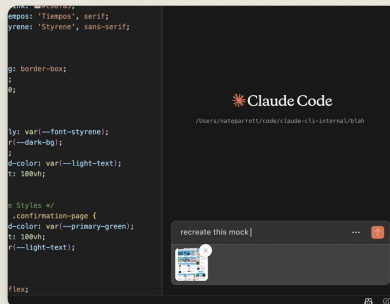 empos: 'Tiempos', serif;
yrene: 'Styrene', sans-serif;
g: border-box;
0;
ly: var(--font-styrene);
r(--dark-bg);
d-color: var(--light-text);
t: 100vh;
e Styles */
.confirmation-page {
d-color: var(--primary-green);
t: 100vh;
r(--light-text);
flex;
Claude Code
/Users/nateparrott/code/claude-cli-internal/blah
recreate this mock